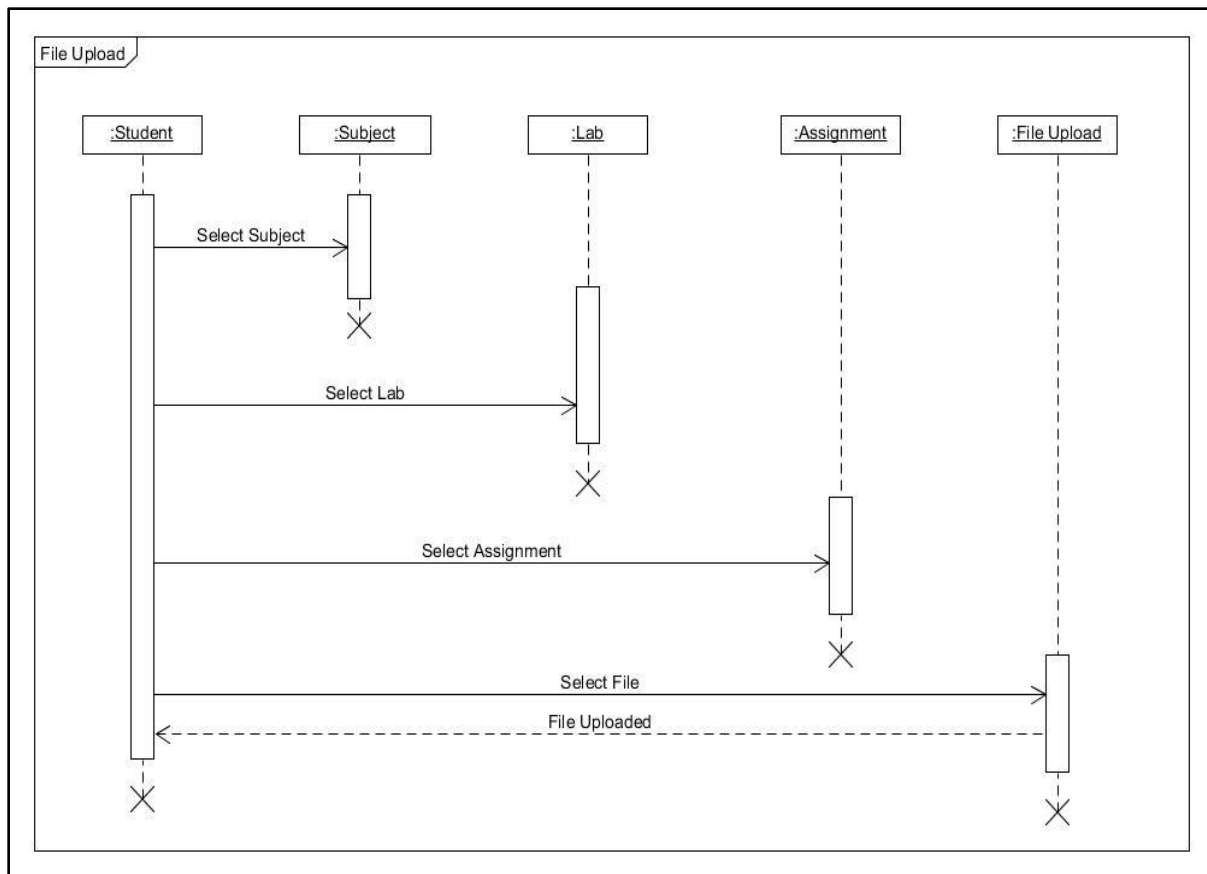 File Upload
:Student
:Subject
:Lab
:Assignment
:File Upload
Select Subject
Select Lab
Select Assignment
Select File
File Uploaded